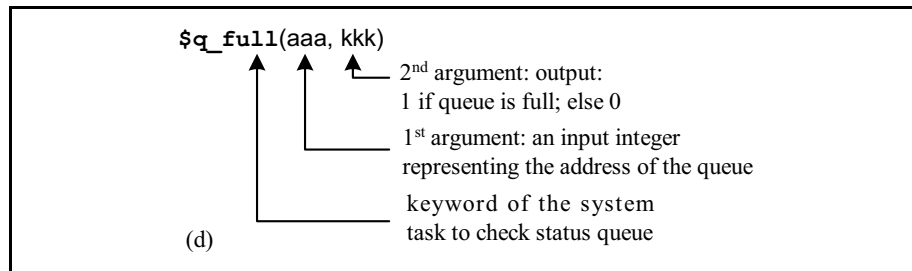 $q_full(aaa, kkk)
2nd argument: output:
1 if queue is full; else 0
1st argument: an input integer
representing the address of the queue
keyword of the system
task to check status queue
(d)